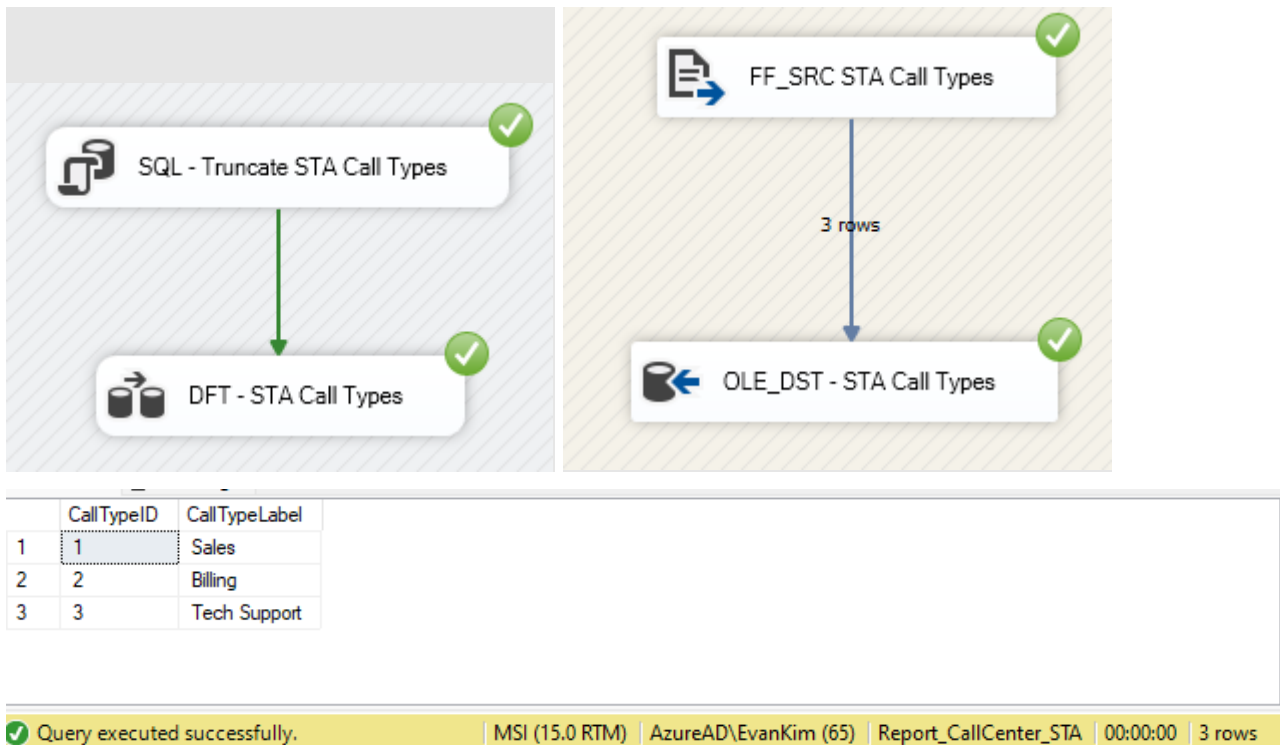 SQL - Truncate STA Call Types
DFT - STA Call Types
FF_SRC STA Call Types
3 rows
OLE_DST - STA Call Types
CallTypeID CallTypeLabel
1 1 Sales
2 2 Billing
3 3 Tech Support
Query executed successfully. MSI (15.0 RTM) AzureAD\EvanKim (65) Report_CallCenter_STA 00:00:00 3 rows